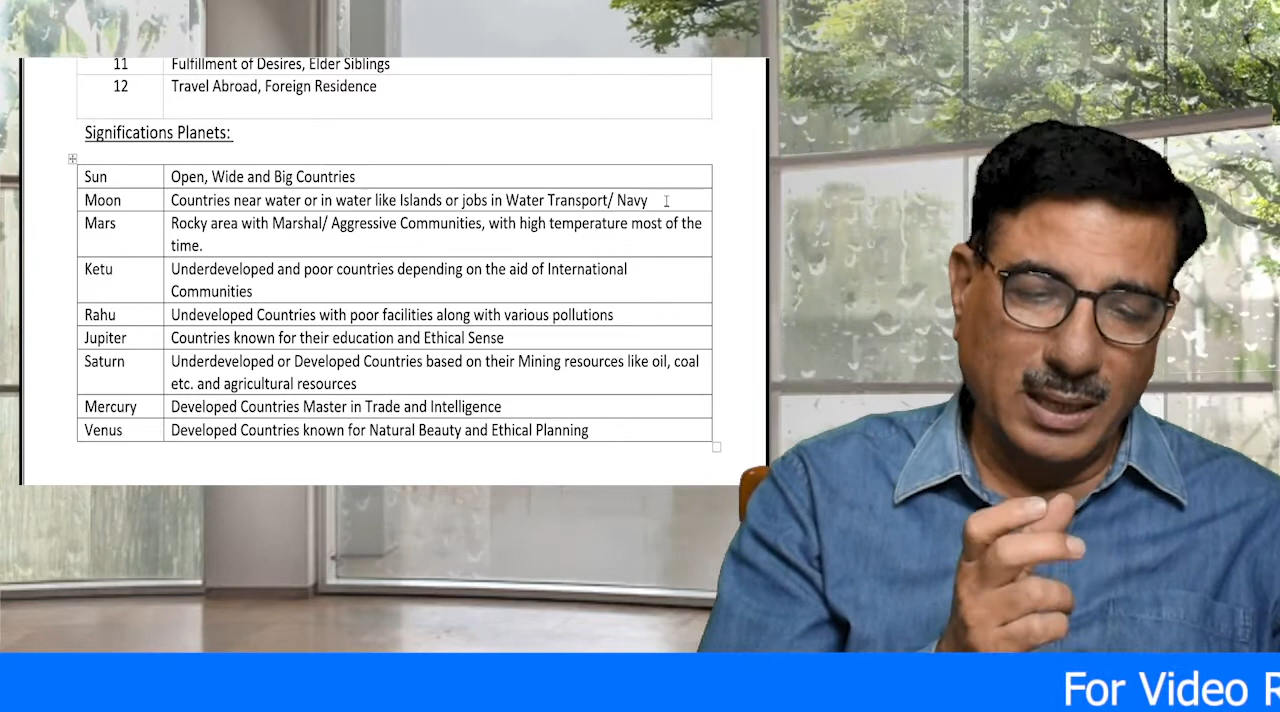 11 Fulfillment of Desires, Elder Siblings
12 Travel Abroad, Foreign Residence
Significations Planets:
Sun Open, Wide and Big Countries
Moon Countries near water or in water like Islands or jobs in Water Transport/ Navy
Mars Rocky area with Marshal/ Aggressive Communities, with high temperature most of the
time.
Ketu Underdeveloped and poor countries depending on the aid of International
Communities
Rahu Undeveloped Countries with poor facilities along with various pollutions
Jupiter Countries known for their education and Ethical Sense
Saturn Underdeveloped or Developed Countries based on their Mining resources like oil, coal
etc. and agricultural resources
Mercury Developed Countries Master in Trade and Intelligence
Venus Developed Countries known for Natural Beauty and Ethical Planning
For Video